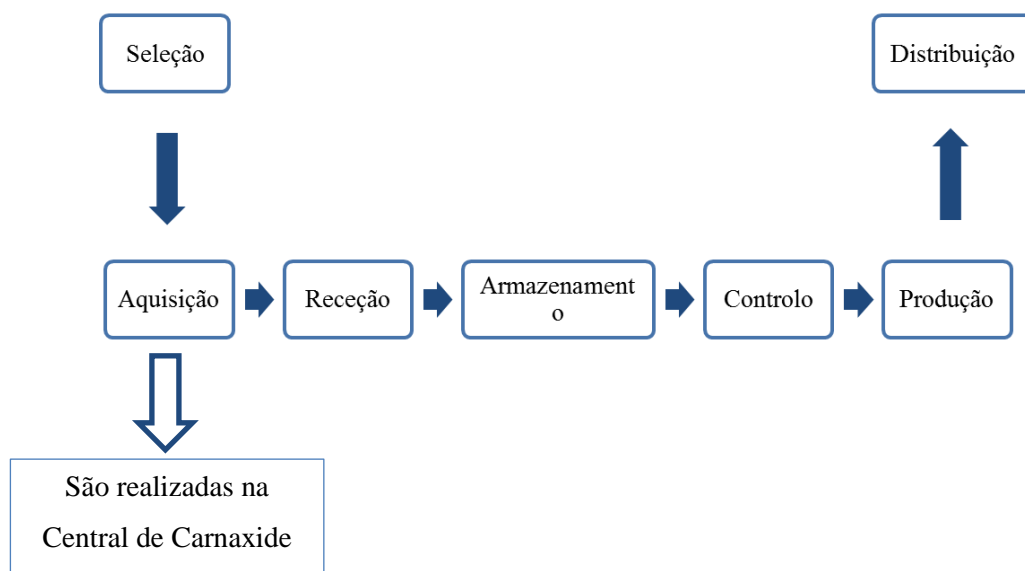 Seleção
Distribuição
Aquisição
Receção
Armazenament
o
Controlo
Produção
São realizadas na
Central de Carnaxide